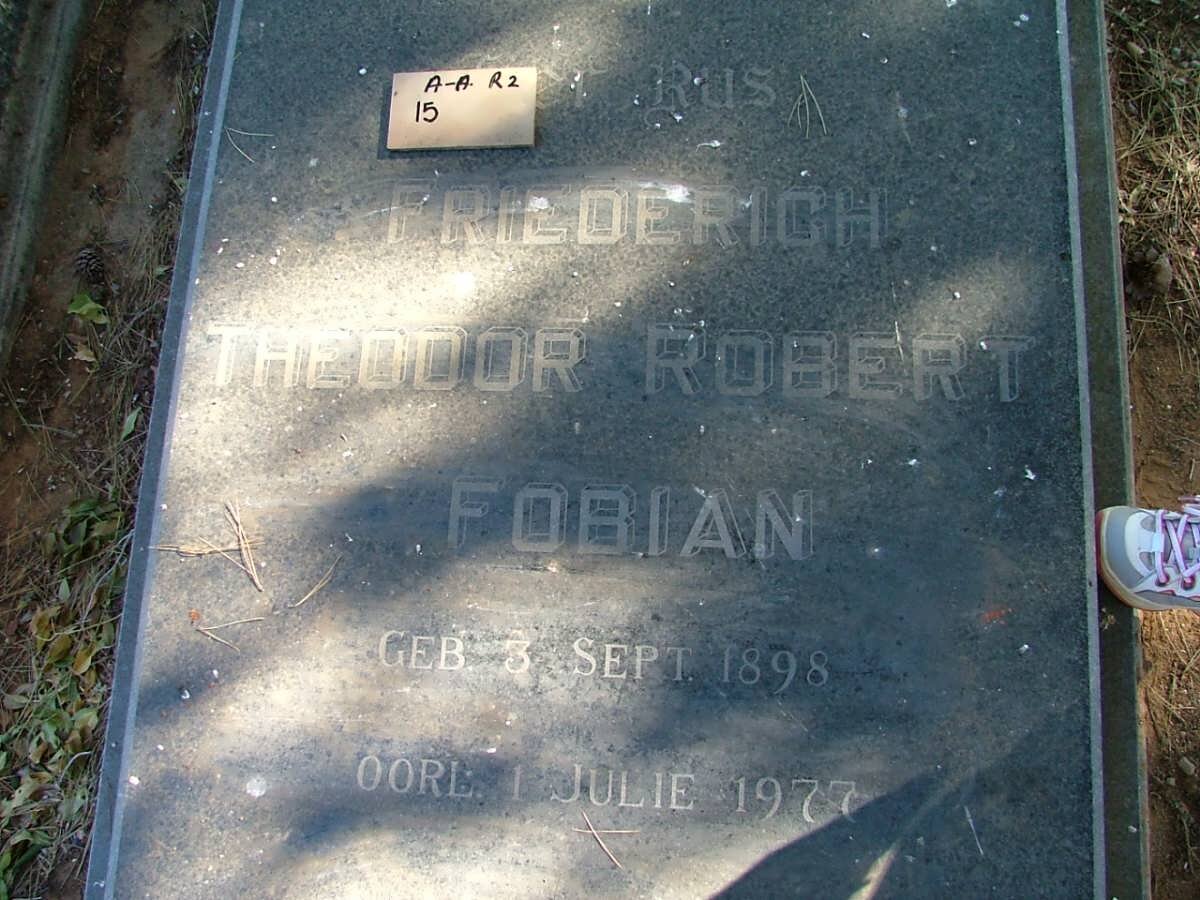 A-A. R2
15
RUS
FRIEDERICH
THEODOR ROBERT
FOBIAN
GEB. 3 SEPT. 1898
OORL. 1 JULIE 1977